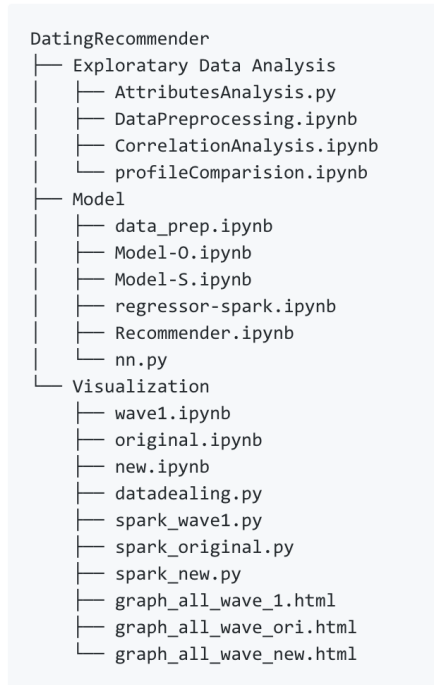 DatingRecommender
├── Exploratary Data Analysis
│   ├── AttributesAnalysis.py
│   ├── DataPreprocessing.ipynb
│   ├── CorrelationAnalysis.ipynb
│   └── profileComparision.ipynb
├── Model
│   ├── data_prep.ipynb
│   ├── Model-O.ipynb
│   ├── Model-S.ipynb
│   ├── regressor-spark.ipynb
│   ├── Recommender.ipynb
│   └── nn.py
└── Visualization
    ├── wave1.ipynb
    ├── original.ipynb
    ├── new.ipynb
    ├── datadealing.py
    ├── spark_wave1.py
    ├── spark_original.py
    ├── spark_new.py
    ├── graph_all_wave_1.html
    ├── graph_all_wave_ori.html
    └── graph_all_wave_new.html